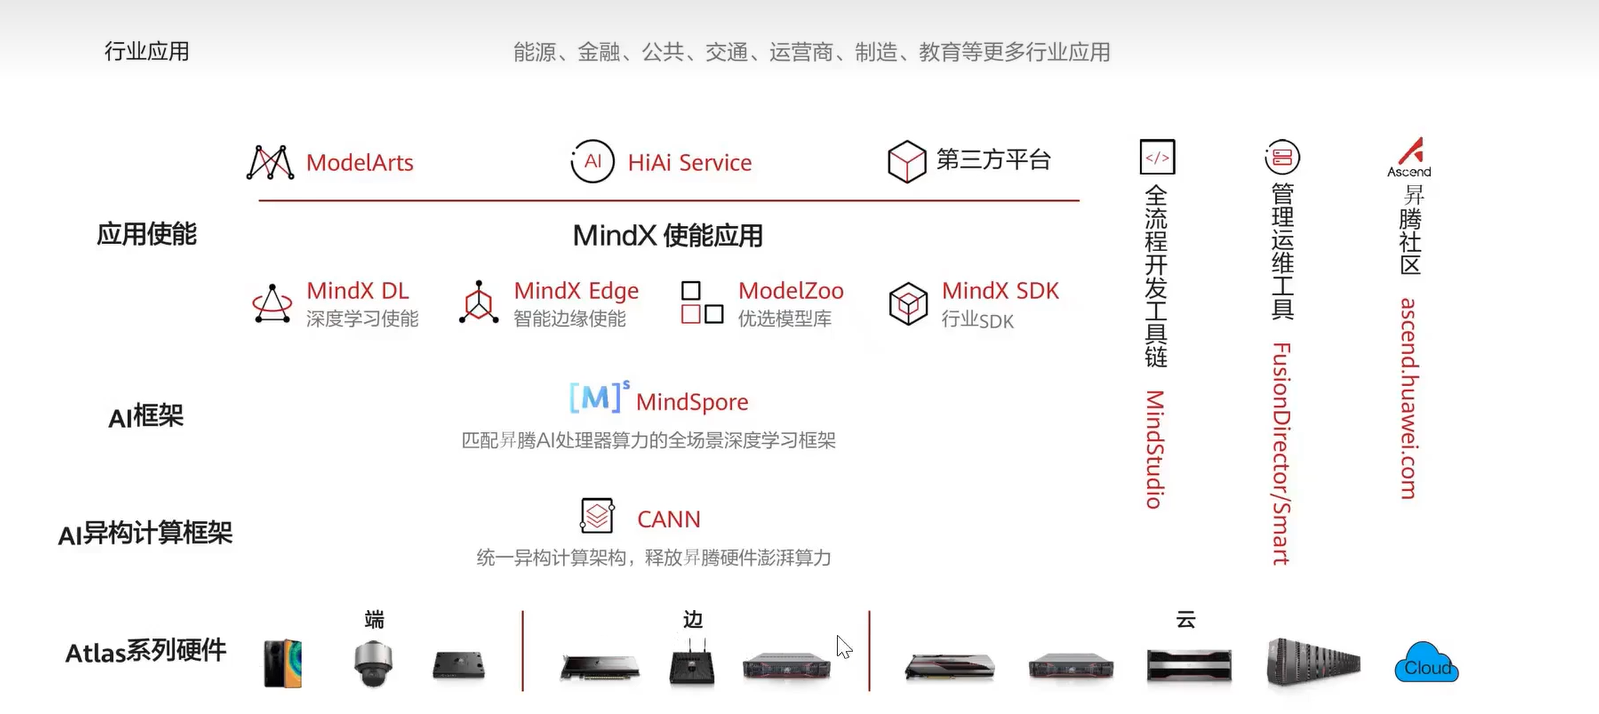 行业应用
能源、金融、公共、交通、运营商、制造、教育等更多行业应用
ModelArts
AI
HiAi Service
第三方平台
应用使能
MindX 使能应用
MindX DL
深度学习使能
MindX Edge
智能边缘使能
ModelZoo
优选模型库
MindX SDK
行业SDK
AI框架
[M]s MindSpore
匹配昇腾AI处理器算力的全场景深度学习框架
AI异构计算框架
CANN
统一异构计算架构，释放昇腾硬件澎湃算力
</>
全流程开发工具链 MindStudio
管理运维工具 FusionDirector/Smart
Ascend
昇腾社区 ascend.huawei.com
Atlas系列硬件
端
边
云
Cloud